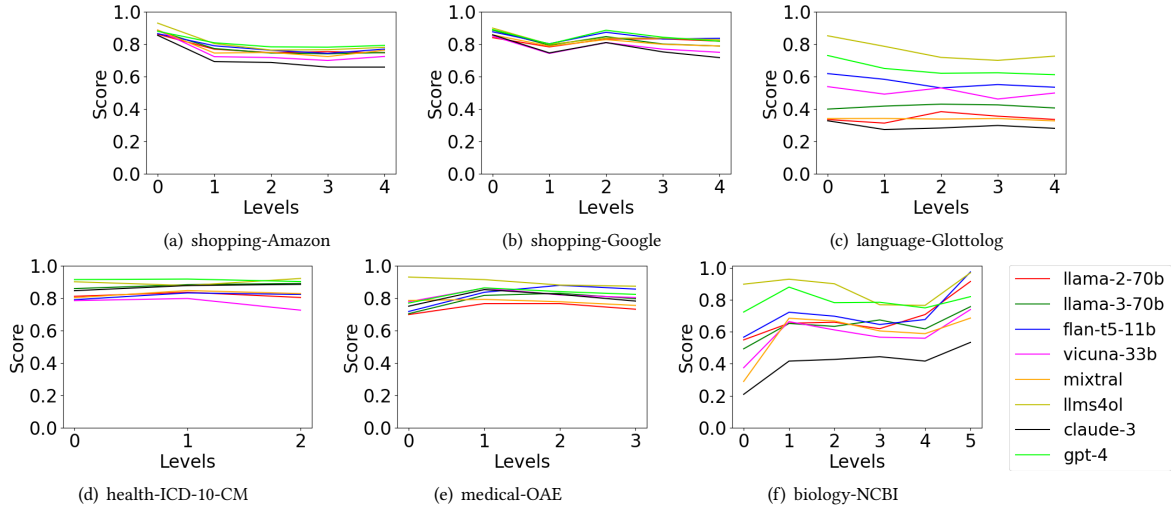 Score
1.0
0.8
0.6
0.4
0.2
0.0
0 1 2 3 4
Levels
(a) shopping-Amazon
Score
1.0
0.8
0.6
0.4
0.2
0.0
0 1 2 3 4
Levels
(b) shopping-Google
Score
1.0
0.8
0.6
0.4
0.2
0.0
0 1 2 3 4
Levels
(c) language-Glottolog
Score
1.0
0.8
0.6
0.4
0.2
0.0
0 1 2
Levels
(d) health-ICD-10-CM
Score
1.0
0.8
0.6
0.4
0.2
0.0
0 1 2 3
Levels
(e) medical-OAE
Score
1.0
0.8
0.6
0.4
0.2
0.0
0 1 2 3 4 5
Levels
(f) biology-NCBI
llama-2-70b
llama-3-70b
flan-t5-11b
vicuna-33b
mixtral
llms4ol
claude-3
gpt-4